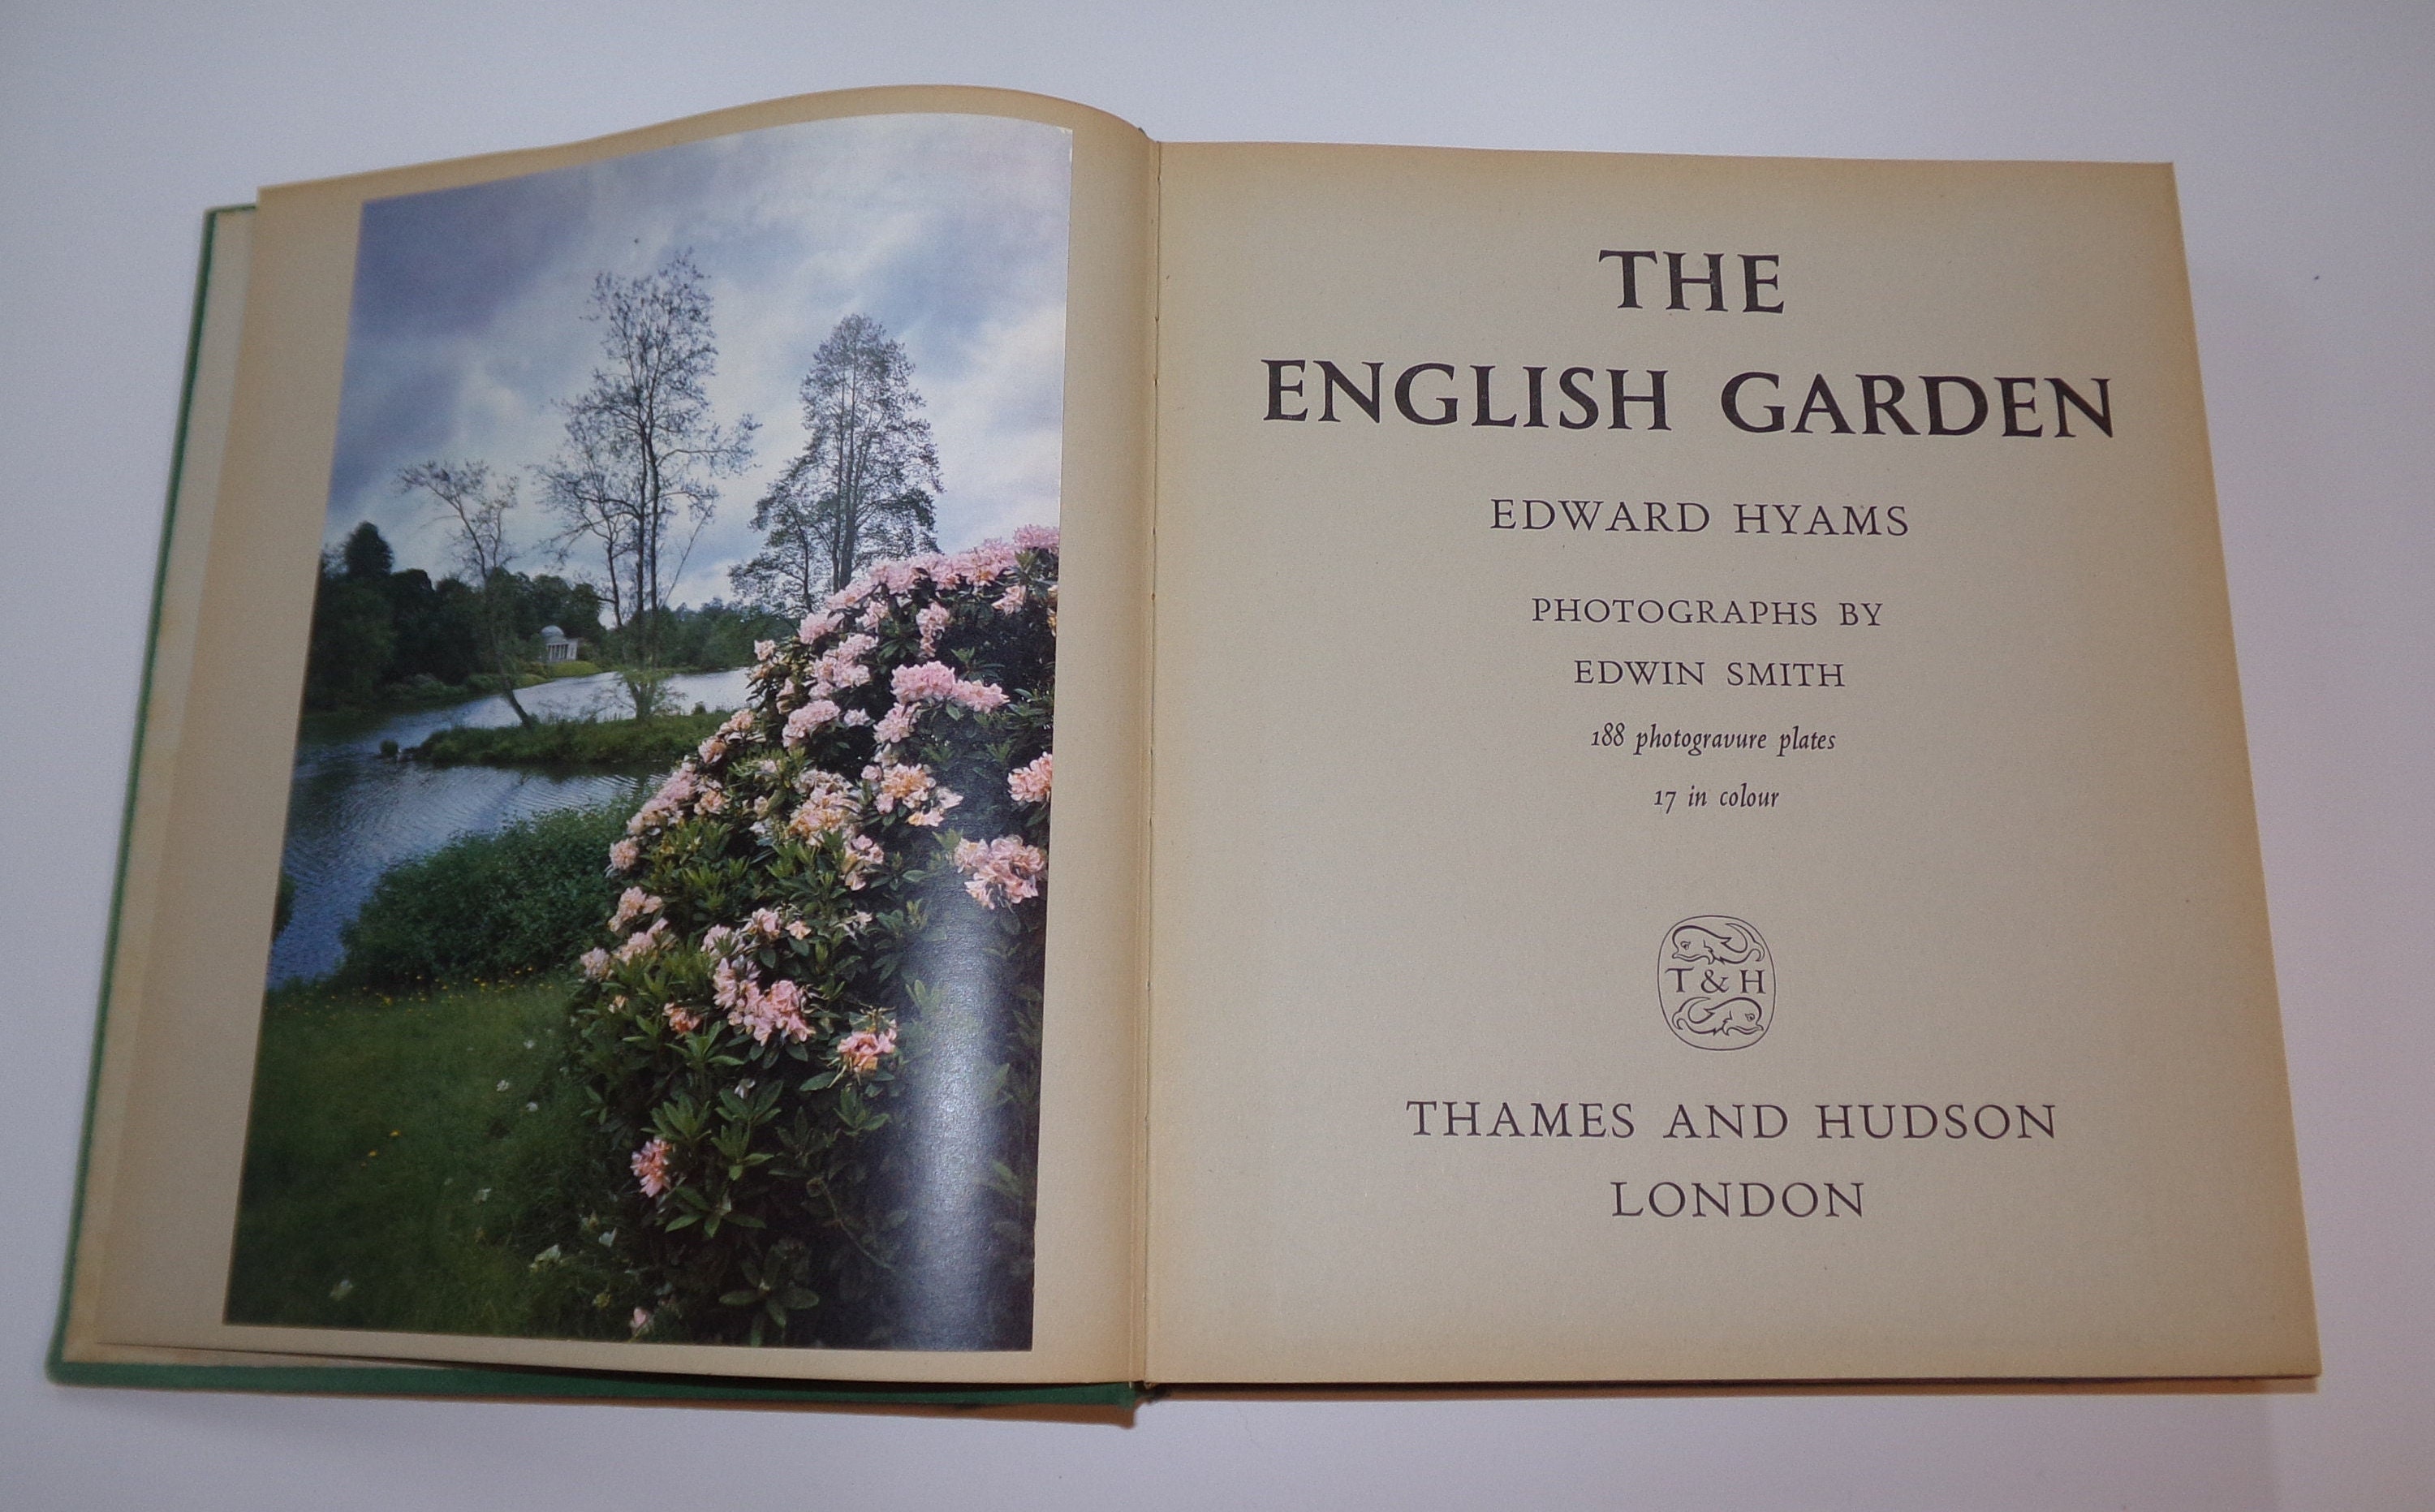 THE
ENGLISH GARDEN
EDWARD HYAMS
PHOTOGRAPHS BY
EDWIN SMITH
188 photogravure plates
17 in colour
T & H
THAMES AND HUDSON
LONDON